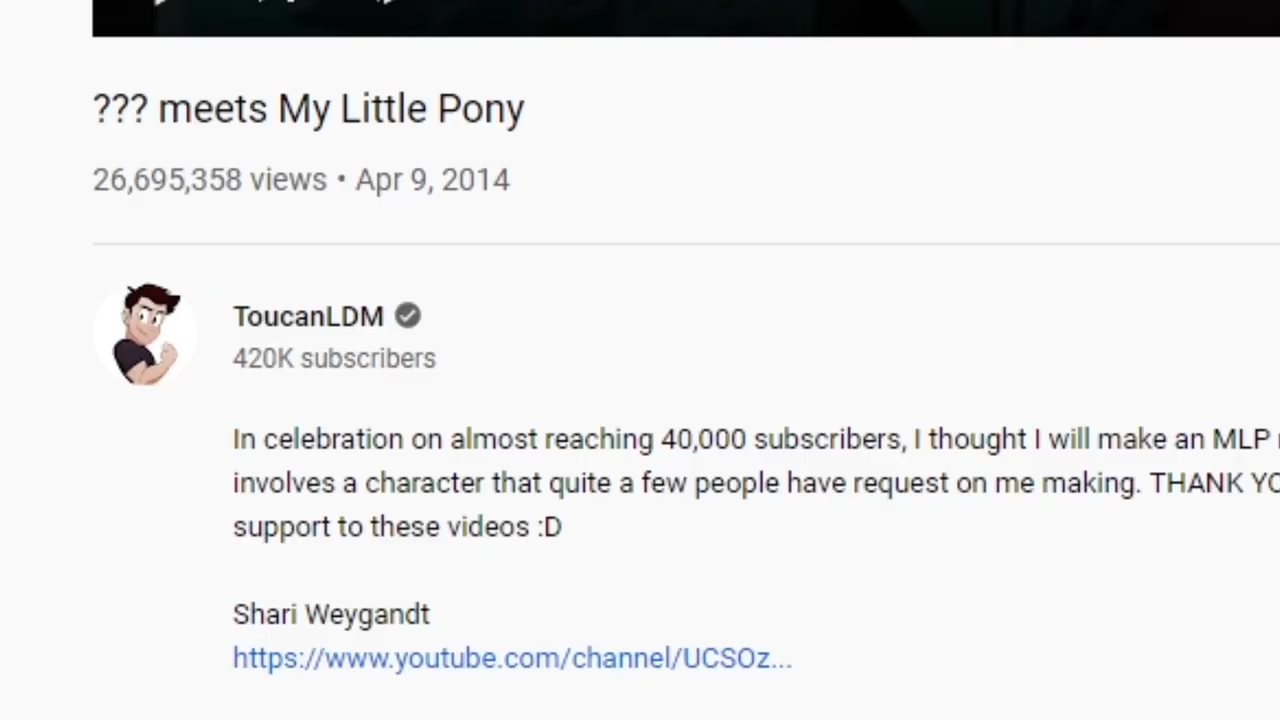 ??? meets My Little Pony
26,695,358 views • Apr 9, 2014
ToucanLDM
420K subscribers
In celebration on almost reaching 40,000 subscribers, I thought I will make an MLP
involves a character that quite a few people have request on me making. THANK
support to these videos :D
Shari Weygandt
https://www.youtube.com/channel/UCSOz...